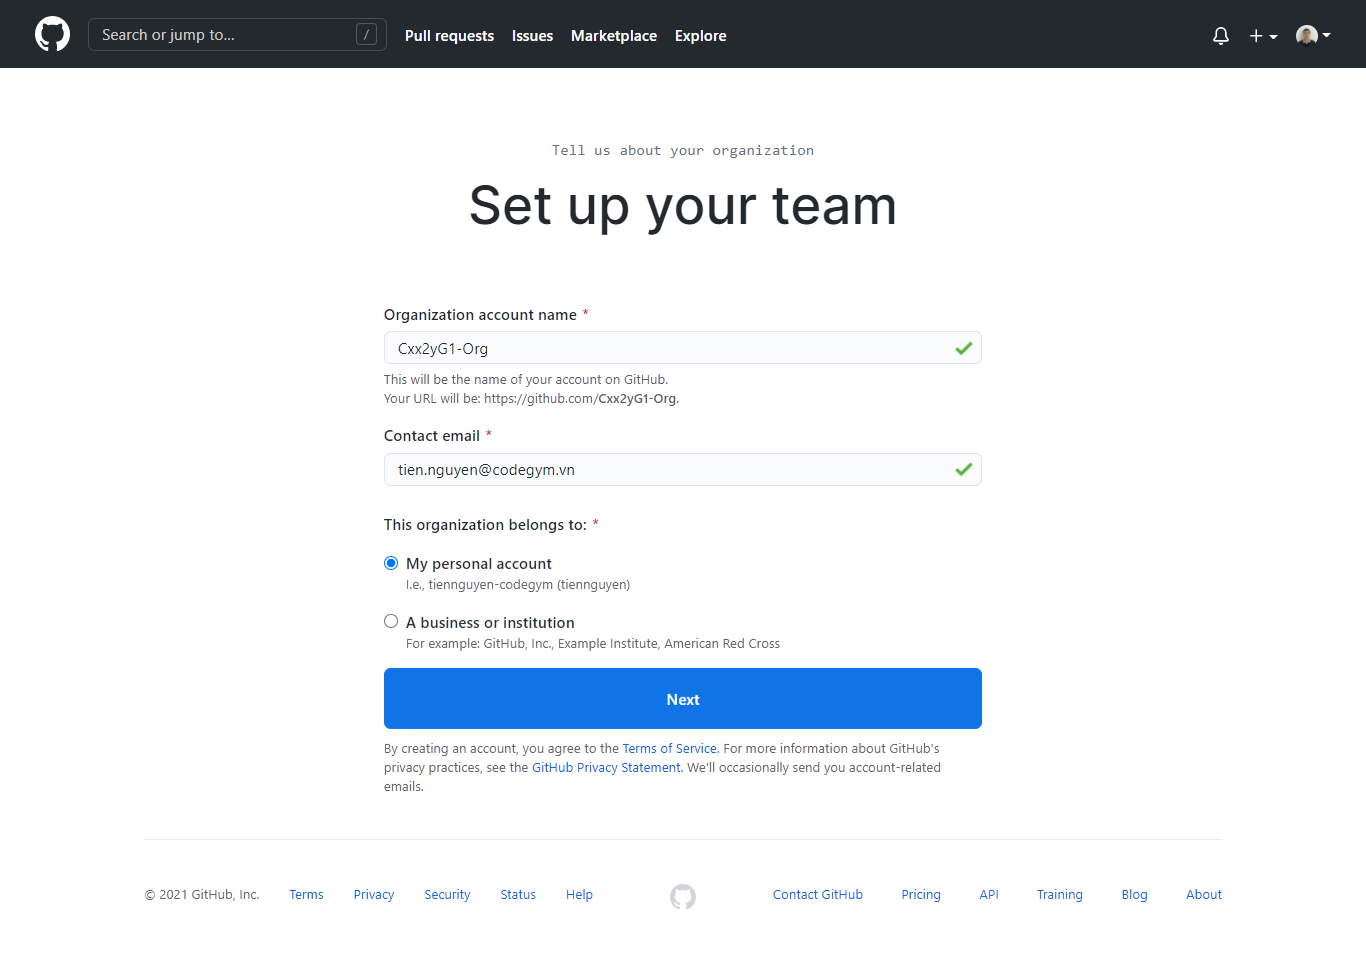 Search or jump to...
/
Pull requests
Issues
Marketplace
Explore
Tell us about your organization
Set up your team
Organization account name *
Cxx2yG1-Org
This will be the name of your account on GitHub.
Your URL will be: https://github.com/Cxx2yG1-Org.
Contact email *
tien.nguyen@codegym.vn
This organization belongs to: *
My personal account
I.e., tiennguyen-codegym (tiennguyen)
A business or institution
For example: GitHub, Inc., Example Institute, American Red Cross
Next
By creating an account, you agree to the Terms of Service. For more information about GitHub's
privacy practices, see the GitHub Privacy Statement. We'll occasionally send you account-related
emails.
© 2021 GitHub, Inc.
Terms
Privacy
Security
Status
Help
Contact GitHub
Pricing
API
Training
Blog
About